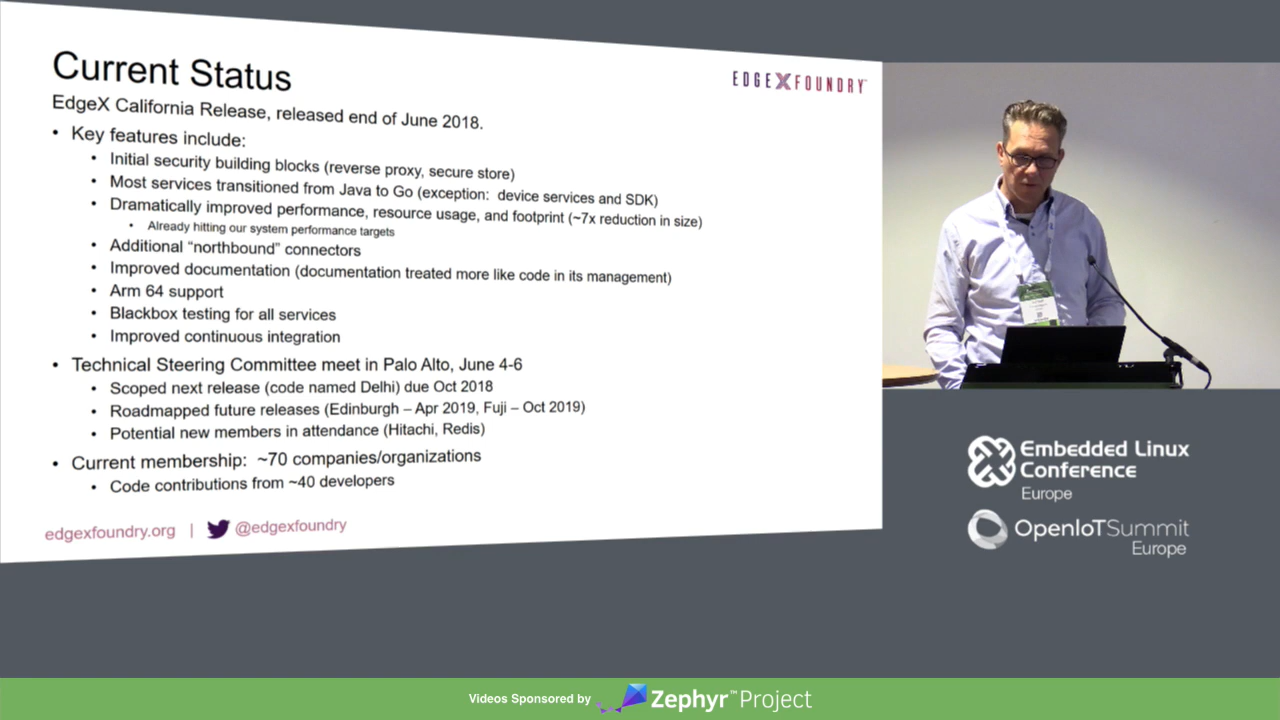 Current Status
EDGE X FOUNDRY™
EdgeX California Release, released end of June 2018.
• Key features include:
• Initial security building blocks (reverse proxy, secure store)
• Most services transitioned from Java to Go (exception: device services and SDK)
• Dramatically improved performance, resource usage, and footprint (~7x reduction in size)
• Already hitting our system performance targets
• Additional “northbound” connectors
• Improved documentation (documentation treated more like code in its management)
• Arm 64 support
• Blackbox testing for all services
• Improved continuous integration
• Technical Steering Committee meet in Palo Alto, June 4-6
• Scoped next release (code named Delhi) due Oct 2018
• Roadmapped future releases (Edinburgh – Apr 2019, Fuji – Oct 2019)
• Potential new members in attendance (Hitachi, Redis)
• Current membership: ~70 companies/organizations
• Code contributions from ~40 developers
edgexfoundry.org | @edgexfoundry
Embedded Linux
Conference
Europe
OpenIoTSummit
Europe
Videos Sponsored by Zephyr™Project